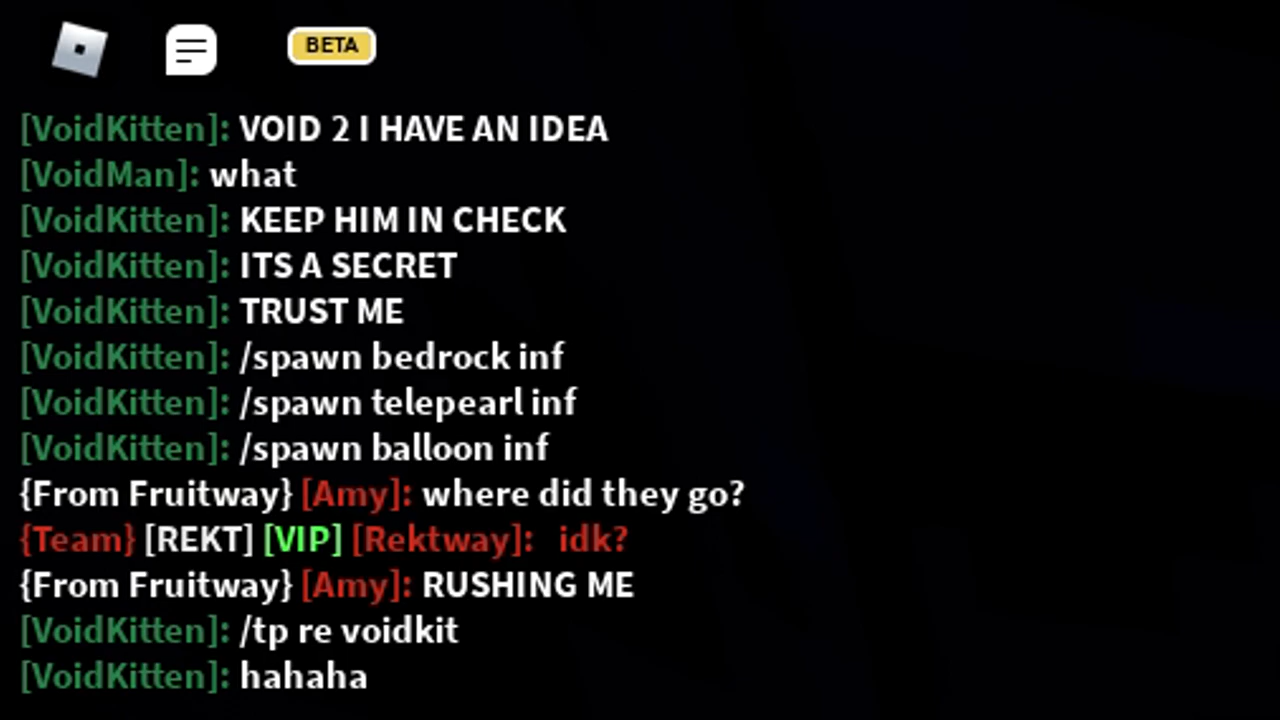 BETA
[VoidKitten]: VOID 2 I HAVE AN IDEA
[VoidMan]: what
[VoidKitten]: KEEP HIM IN CHECK
[VoidKitten]: ITS A SECRET
[VoidKitten]: TRUST ME
[VoidKitten]: /spawn bedrock inf
[VoidKitten]: /spawn telepearl inf
[VoidKitten]: /spawn balloon inf
{From Fruitway} [Amy]: where did they go?
{Team} [REKT] [VIP] [Rektway]: idk?
{From Fruitway} [Amy]: RUSHING ME
[VoidKitten]: /tp re voidkit
[VoidKitten]: hahaha